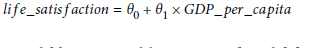 life_satisfaction = θ₀ + θ₁ × GDP_per_capita